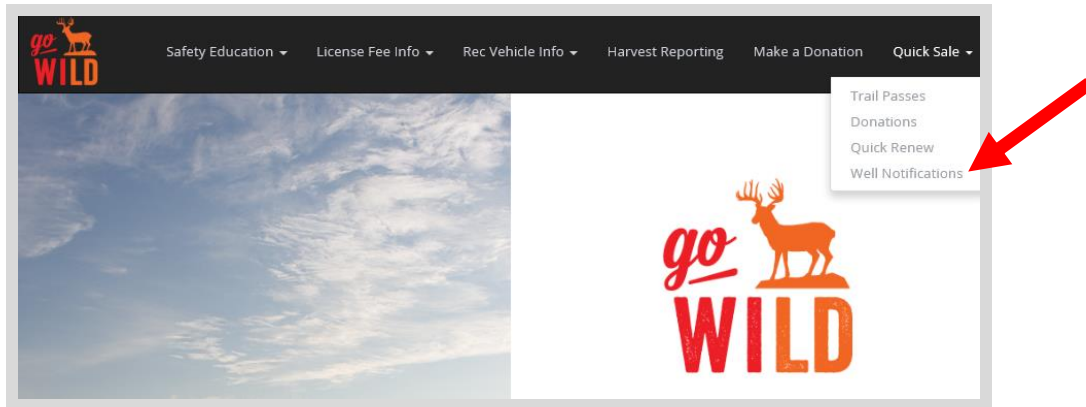 go
WILD
Safety Education License Fee Info Rec Vehicle Info Harvest Reporting Make a Donation Quick Sale
Trail Passes
Donations
Quick Renew
Well Notifications
go
WILD